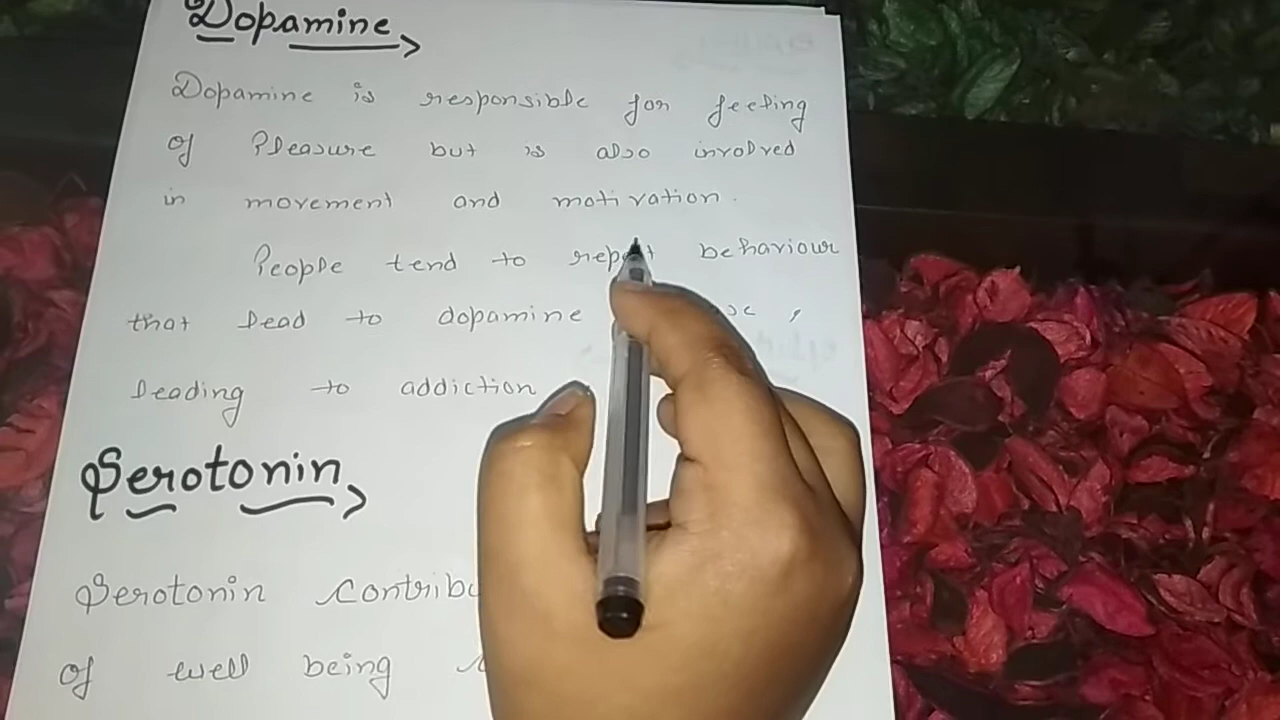 Dopamine
Dopamine is responsible for feeling
of Pleasure but is also involved
in movement and motivation.
People tend to behaviour
that lead to dopamine ,
leading to addiction
Serotonin
Serotonin
of well being